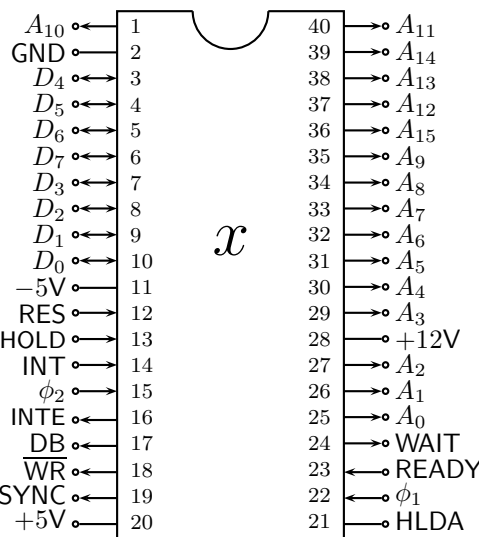 A10 1 40 A11
GND 2 39 A14
D4 3 38 A13
D5 4 37 A12
D6 5 36 A15
D7 6 35 A9
D3 7 34 A8
D2 8 33 A7
D1 9 x 32 A6
D0 10 31 A5
−5V 11 30 A4
RES 12 29 A3
HOLD 13 28 +12V
INT 14 27 A2
ϕ2 15 26 A1
INTE 16 25 A0
DB 17 24 WAIT
W̅R̅ 18 23 READY
SYNC 19 22 ϕ1
+5V 20 21 HLDA